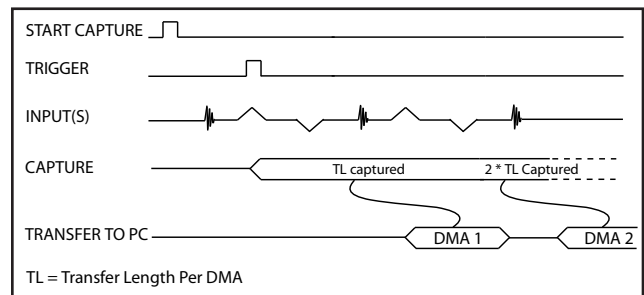 START CAPTURE
TRIGGER
INPUT(S)
CAPTURE
TL captured
2 * TL Captured
TRANSFER TO PC
DMA 1
DMA 2
TL = Transfer Length Per DMA